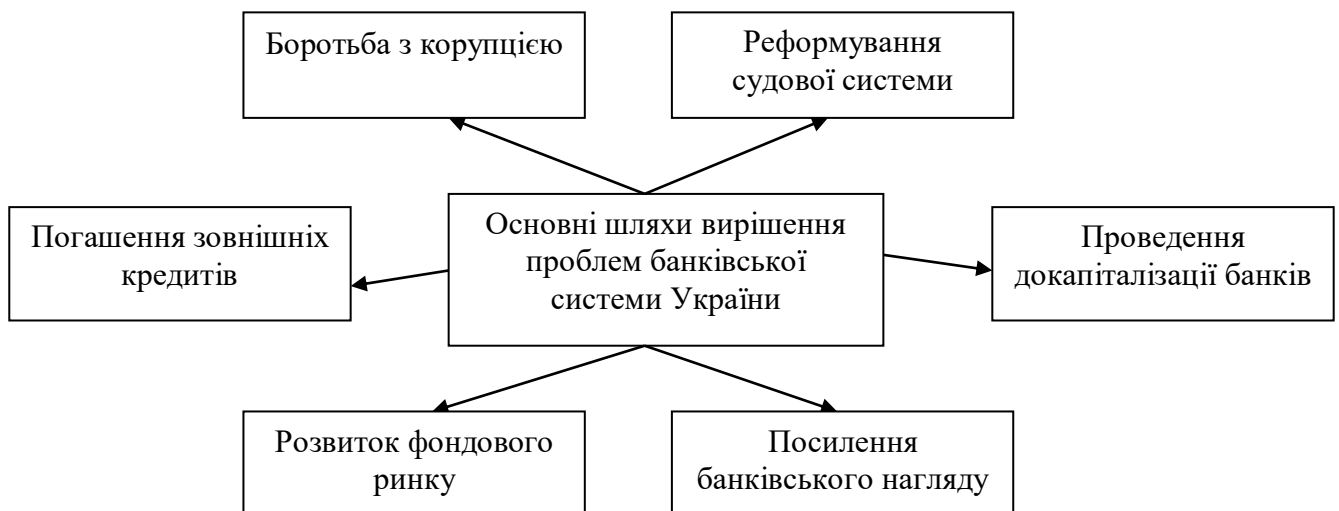 Боротьба з корупцією
Реформування
судової системи
Погашення зовнішніх
кредитів
Основні шляхи вирішення
проблем банківської
системи України
Проведення
докапіталізації банків
Розвиток фондового
ринку
Посилення
банківського нагляду